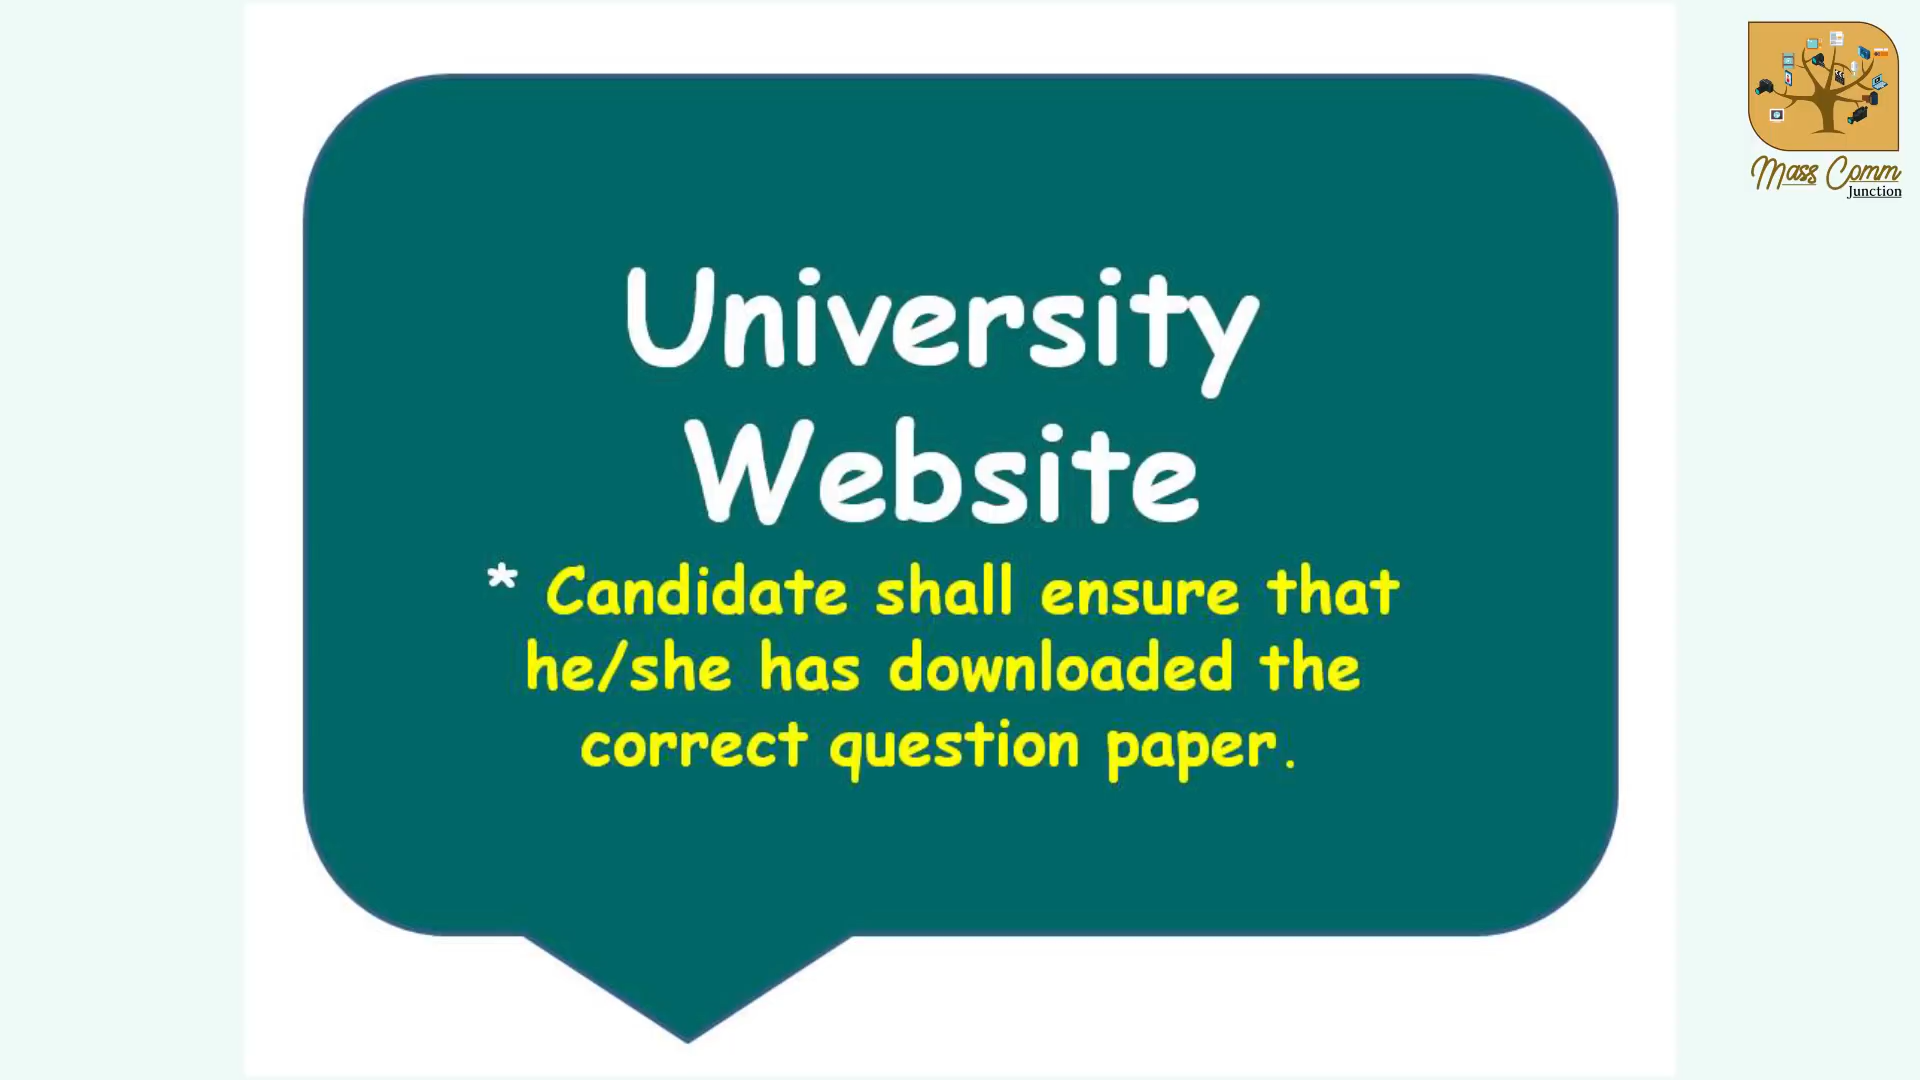 University
Website
* Candidate shall ensure that
he/she has downloaded the
correct question paper.
Mass Comm
Junction